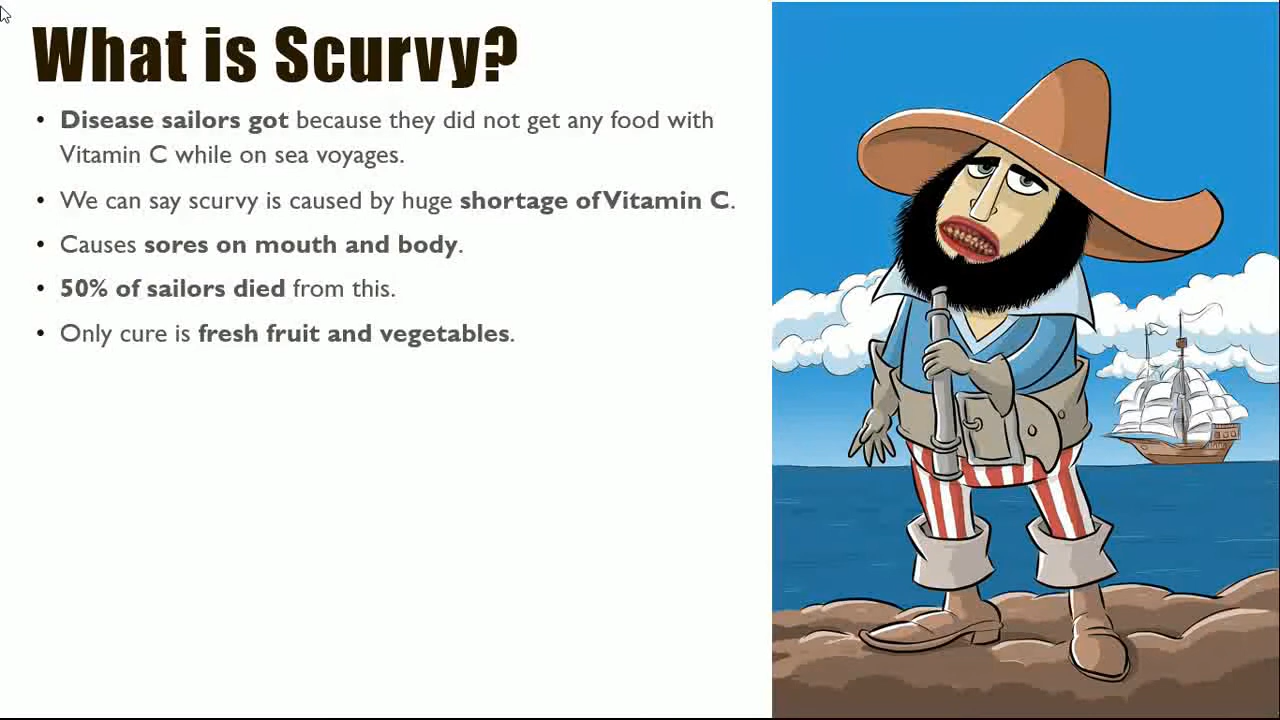 What is Scurvy?
• Disease sailors got because they did not get any food with
Vitamin C while on sea voyages.
• We can say scurvy is caused by huge shortage of Vitamin C.
• Causes sores on mouth and body.
• 50% of sailors died from this.
• Only cure is fresh fruit and vegetables.